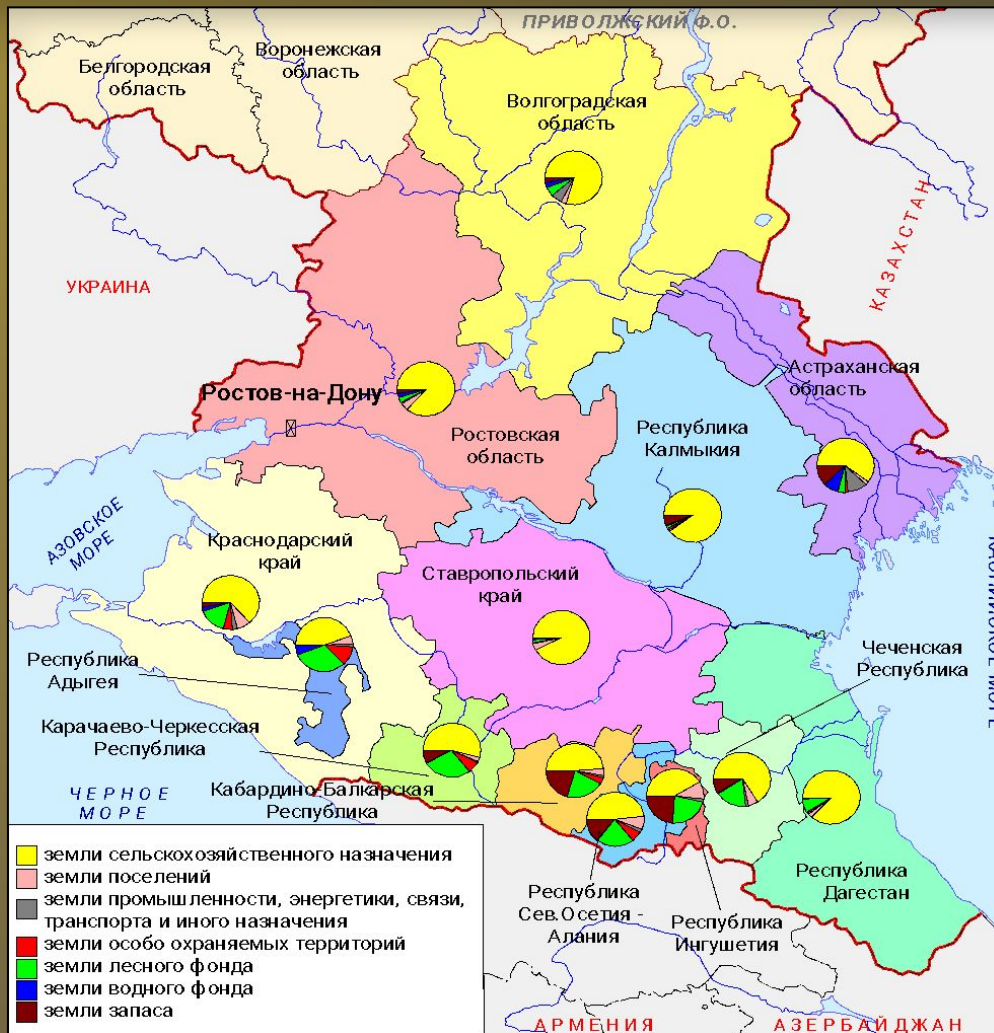 ПРИВОЛЖСКИЙ Ф.О.
Белгородская
область
Воронежская
область
Волгоградская
область
УКРАИНА
КАЗАХСТАН
Ростов-на-Дону
Ростовская
область
Республика
Калмыкия
Астраханская
область
АЗОВСКОЕ
МОРЕ
Краснодарский
край
Ставропольский
край
Чеченская
Республика
МОРЕ
Республика
Адыгея
Карачаево-Черкесская
Республика
Кабардино-Балкарская
Республика
ЧЕРНОЕ
МОРЕ
Республика
Сев.Осетия -
Алания
Республика
Ингушетия
Республика
Дагестан
земли сельскохозяйственного назначения
земли поселений
земли промышленности, энергетики, связи,
транспорта и иного назначения
земли особо охраняемых территорий
земли лесного фонда
земли водного фонда
земли запаса
АРМЕНИЯ
АЗЕРБАЙДЖАН